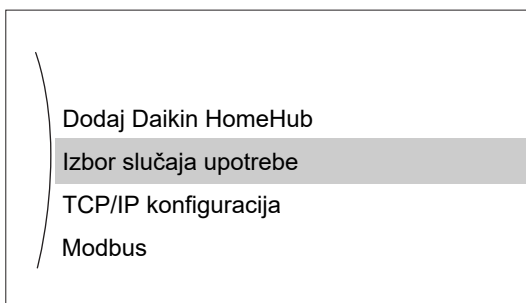 Dodaj Daikin HomeHub
Izbor slučaja upotrebe
TCP/IP konfiguracija
Modbus